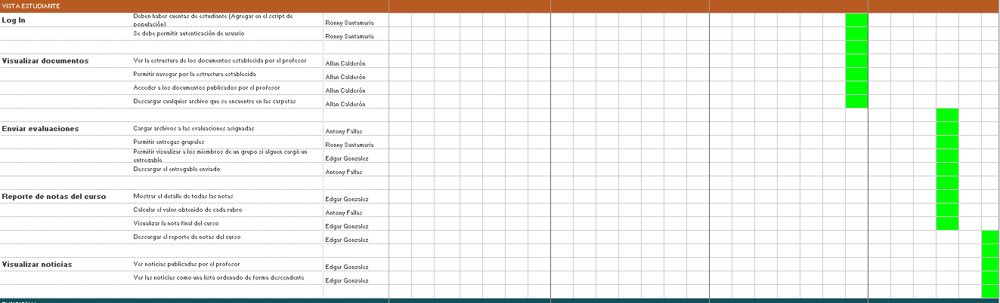 VISTA ESTUDIANTE
Log In
Deben haber cuentas de estudiante (Agregar en el script de
población)
Ronny Santamaria
Se debe permitir autenticación de usuario
Ronny Santamaria
Visualizar documentos
Ver la estructura de los documentos establecida por el profesor
Allan Calderón
Permitir navegar por la estructura establecida
Allan Calderón
Acceder a los documentos publicados por el profesor
Allan Calderón
Descargar cualquier archivo que se encuentre en las carpetas
Allan Calderón
Enviar evaluaciones
Cargar archivos a las evaluaciones asignadas
Antony Fallas
Permitir entregas grupales
Ronny Santamaria
Permitir visualizar a los miembros de un grupo si alguen cargó un
entregable
Edgar Gonzalez
Descargar el entregable enviado
Antony Fallas
Reporte de notas del curso
Mostrar el detalle de todas las notas
Edgar Gonzalez
Calcular el valor obtenido de cada rubro
Antony Fallas
Visualizar la nota final del curso
Edgar Gonzalez
Descargar el reporte de notas del curso
Edgar Gonzalez
Visualizar noticias
Ver noticias publicadas por el profesor
Edgar Gonzalez
Ver las noticias como una lista ordenado de forma descendente
Edgar Gonzalez